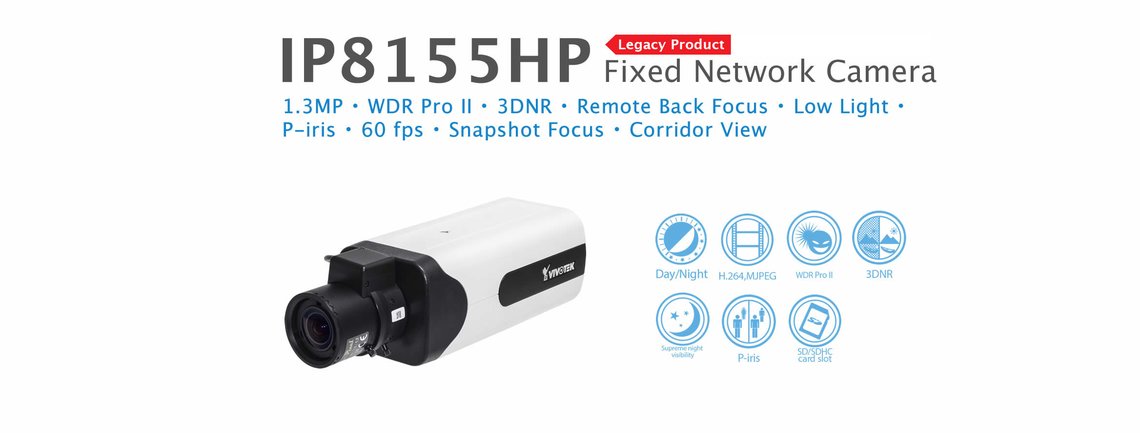 IP8155HP
Legacy Product
Fixed Network Camera
1.3MP • WDR Pro II • 3DNR • Remote Back Focus • Low Light •
P-iris • 60 fps • Snapshot Focus • Corridor View
VIVOTEK
Day/Night
H.264,MJPEG
WDR Pro II
3DNR
Supreme night
visibility
P-iris
SD/SDHC
card slot